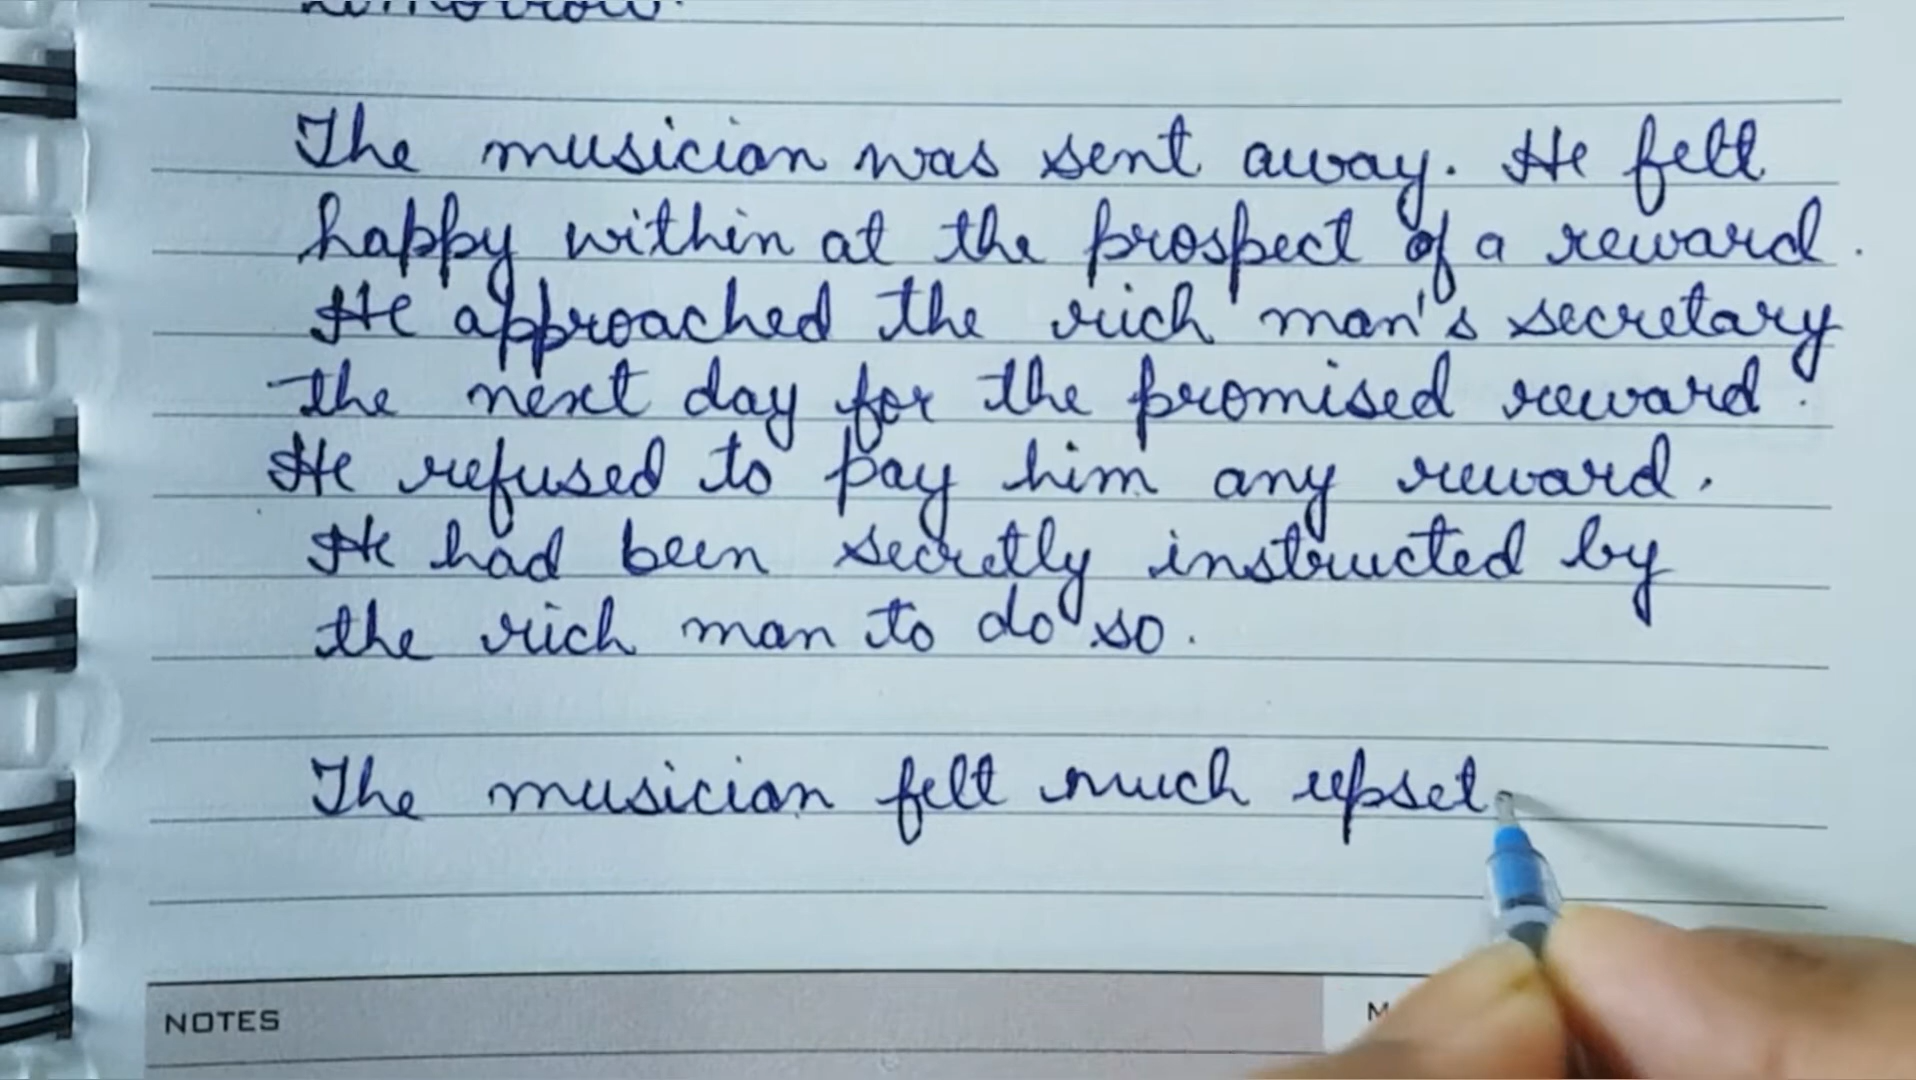 tomorrow.
The musician was sent away. He felt
happy within at the prospect of a reward.
He approached the rich man's secretary
the next day for the promised reward.
He refused to pay him any reward.
He had been secretly instructed by
the rich man to do so.
The musician felt much upset.
NOTES